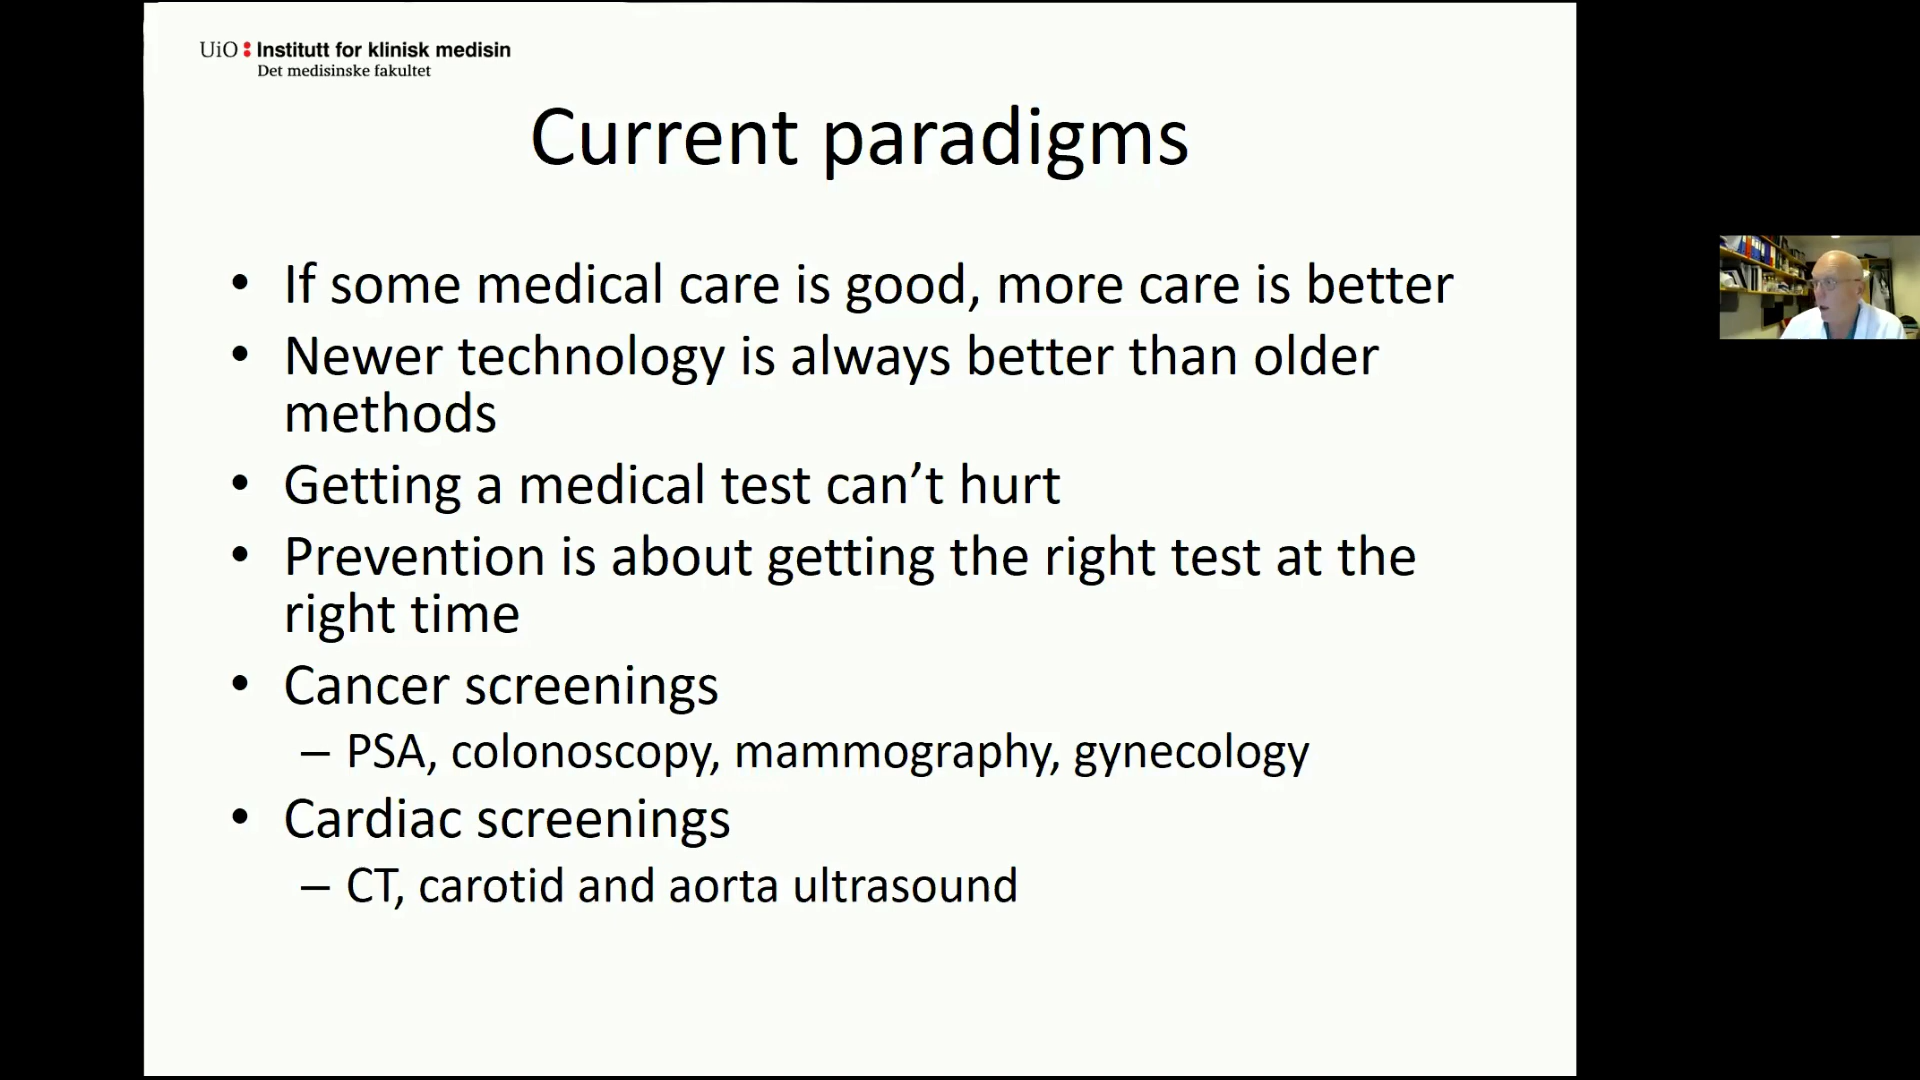 UiO : Institutt for klinisk medisin
Det medisinske fakultet
Current paradigms
• If some medical care is good, more care is better
• Newer technology is always better than older
methods
• Getting a medical test can’t hurt
• Prevention is about getting the right test at the
right time
• Cancer screenings
– PSA, colonoscopy, mammography, gynecology
• Cardiac screenings
– CT, carotid and aorta ultrasound